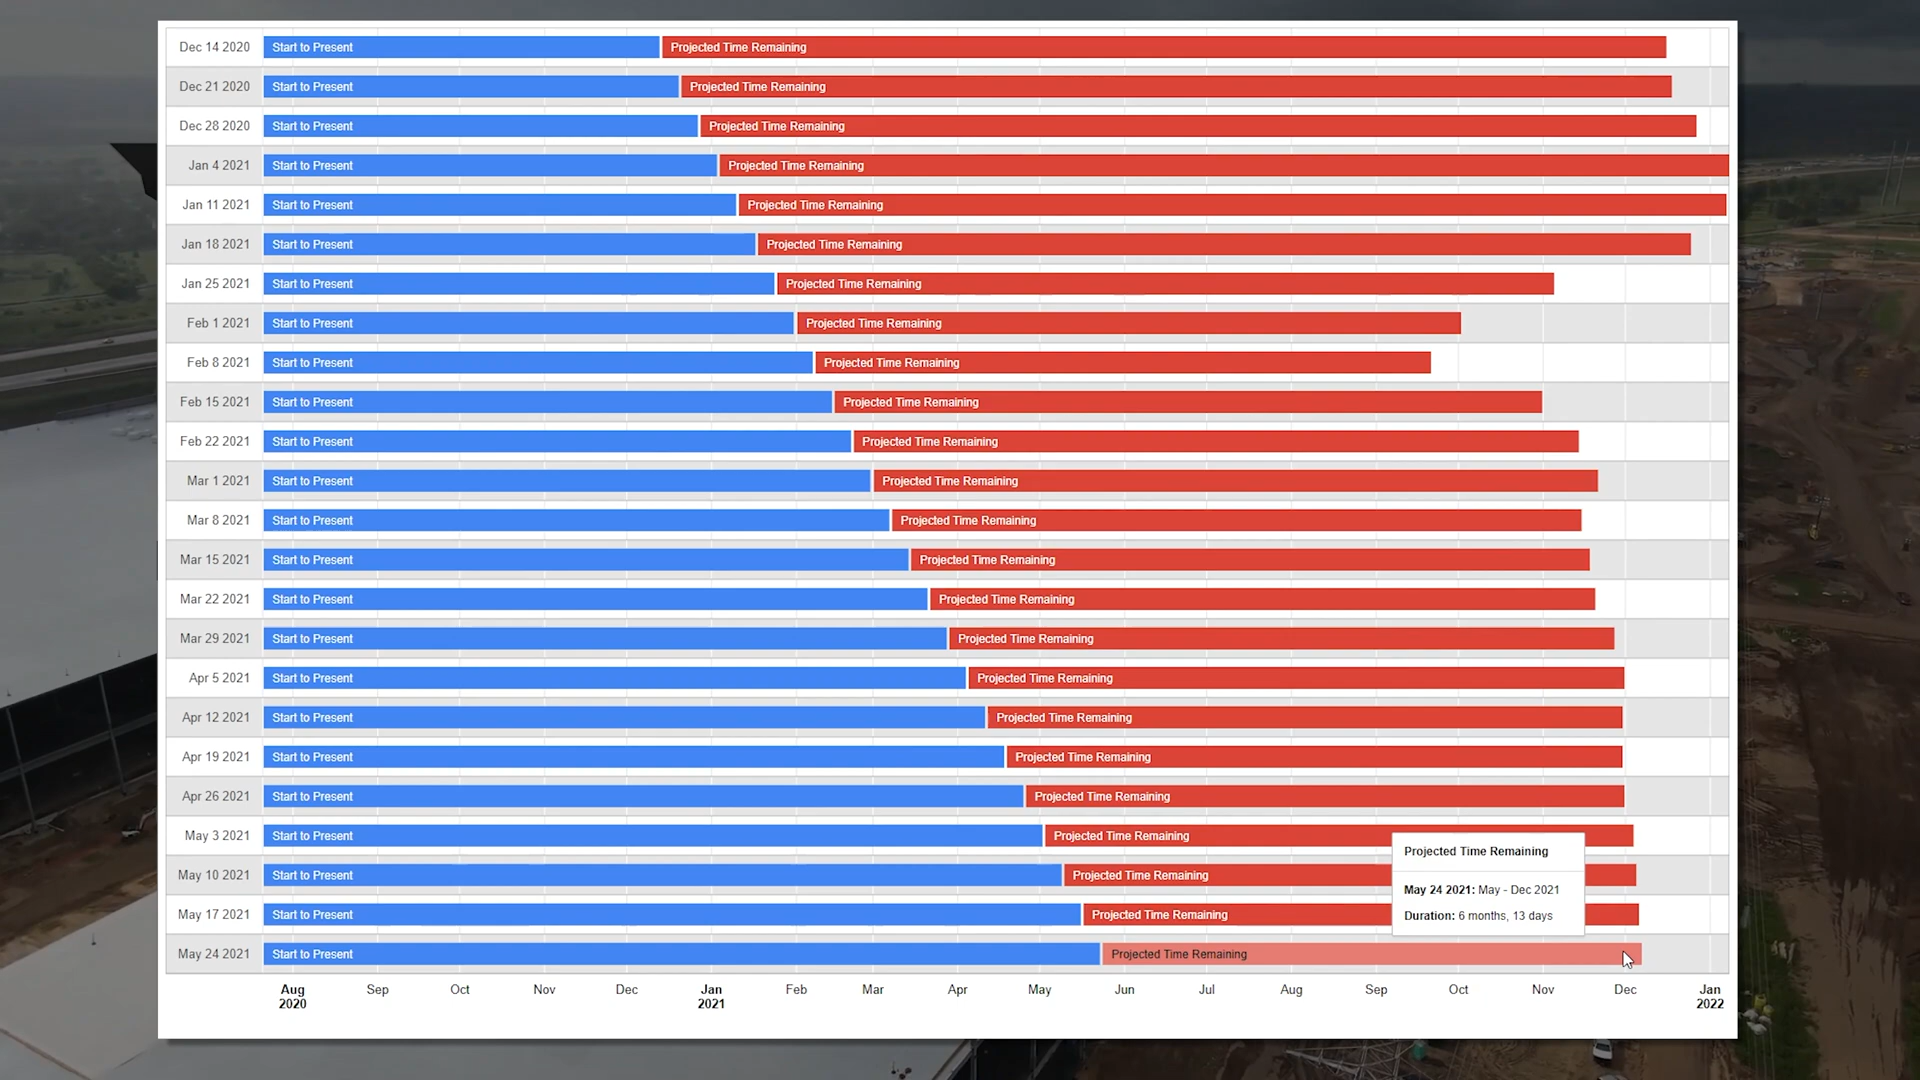 Dec 14 2020 Start to Present Projected Time Remaining
Dec 21 2020 Start to Present Projected Time Remaining
Dec 28 2020 Start to Present Projected Time Remaining
Jan 4 2021 Start to Present Projected Time Remaining
Jan 11 2021 Start to Present Projected Time Remaining
Jan 18 2021 Start to Present Projected Time Remaining
Jan 25 2021 Start to Present Projected Time Remaining
Feb 1 2021 Start to Present Projected Time Remaining
Feb 8 2021 Start to Present Projected Time Remaining
Feb 15 2021 Start to Present Projected Time Remaining
Feb 22 2021 Start to Present Projected Time Remaining
Mar 1 2021 Start to Present Projected Time Remaining
Mar 8 2021 Start to Present Projected Time Remaining
Mar 15 2021 Start to Present Projected Time Remaining
Mar 22 2021 Start to Present Projected Time Remaining
Mar 29 2021 Start to Present Projected Time Remaining
Apr 5 2021 Start to Present Projected Time Remaining
Apr 12 2021 Start to Present Projected Time Remaining
Apr 19 2021 Start to Present Projected Time Remaining
Apr 26 2021 Start to Present Projected Time Remaining
May 3 2021 Start to Present Projected Time Remaining
May 10 2021 Start to Present Projected Time Remaining
May 17 2021 Start to Present Projected Time Remaining
May 24 2021 Start to Present Projected Time Remaining
Projected Time Remaining
May 24 2021: May - Dec 2021
Duration: 6 months, 13 days
Aug Sep Oct Nov Dec Jan Feb Mar Apr May Jun Jul Aug Sep Oct Nov Dec Jan
2020 2021 2022